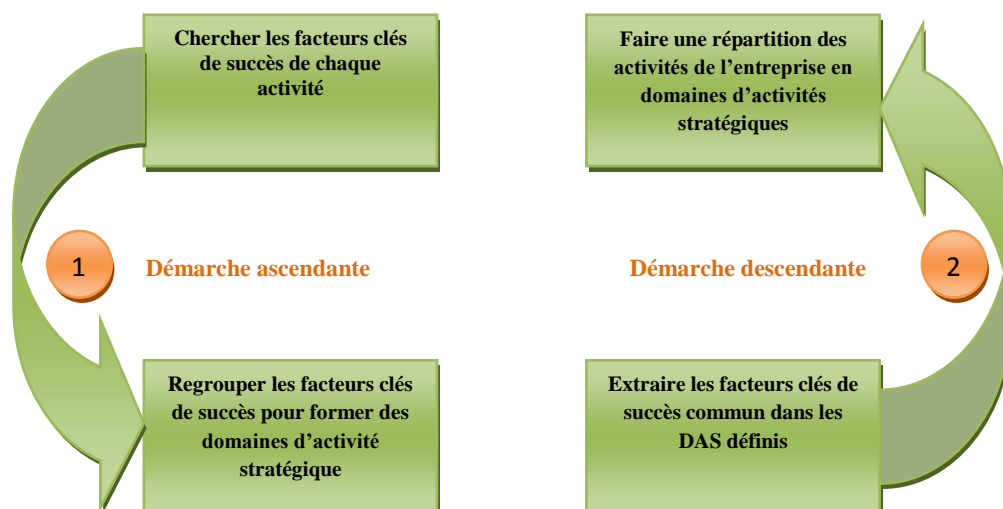 Chercher les facteurs clés
de succès de chaque
activité
Faire une répartition des
activités de l’entreprise en
domaines d’activités
stratégiques
1
Démarche ascendante
Démarche descendante
2
Regrouper les facteurs clés
de succès pour former des
domaines d’activité
stratégique
Extraire les facteurs clés de
succès commun dans les
DAS définis